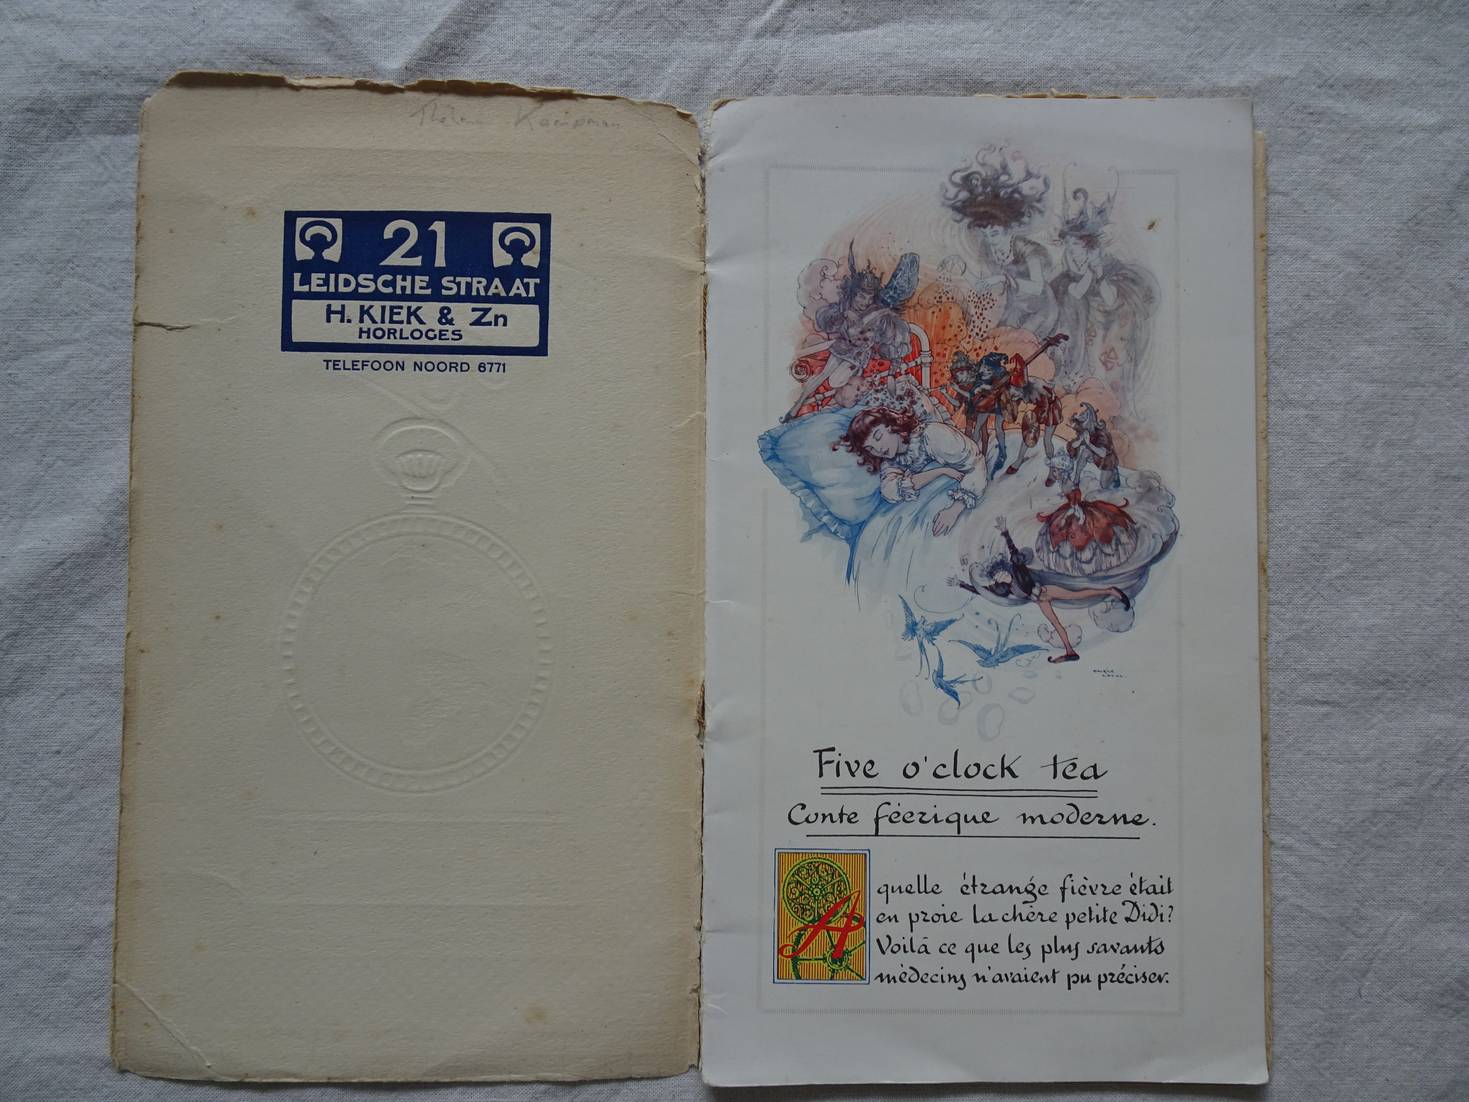 21
LEIDSCHE STRAAT
H. KIEK & Zn
HORLOGES
TELEFOON NOORD 6771
Five o'clock tea
Conte féerique moderne.
A quelle étrange fièvre était
en proie la chère petite Didi?
Voilà ce que les plus savants
médecins n'avaient pu préciser.